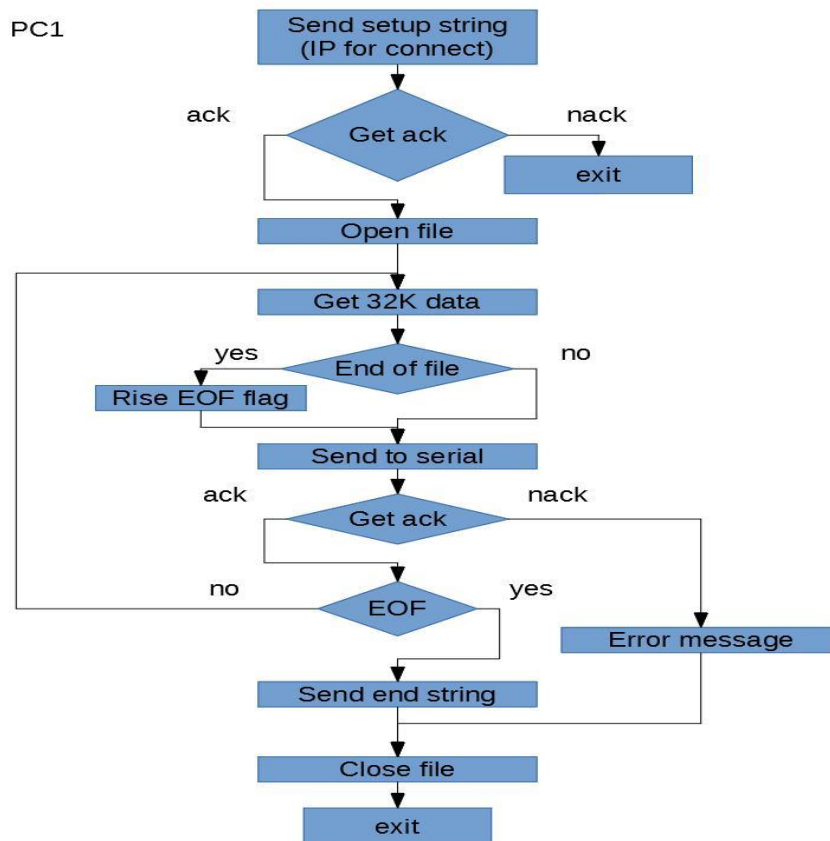 PC1
Send setup string
(IP for connect)
ack
nack
Get ack
exit
Open file
Get 32K data
yes
no
End of file
Rise EOF flag
Send to serial
ack
nack
Get ack
no
yes
EOF
Error message
Send end string
Close file
exit